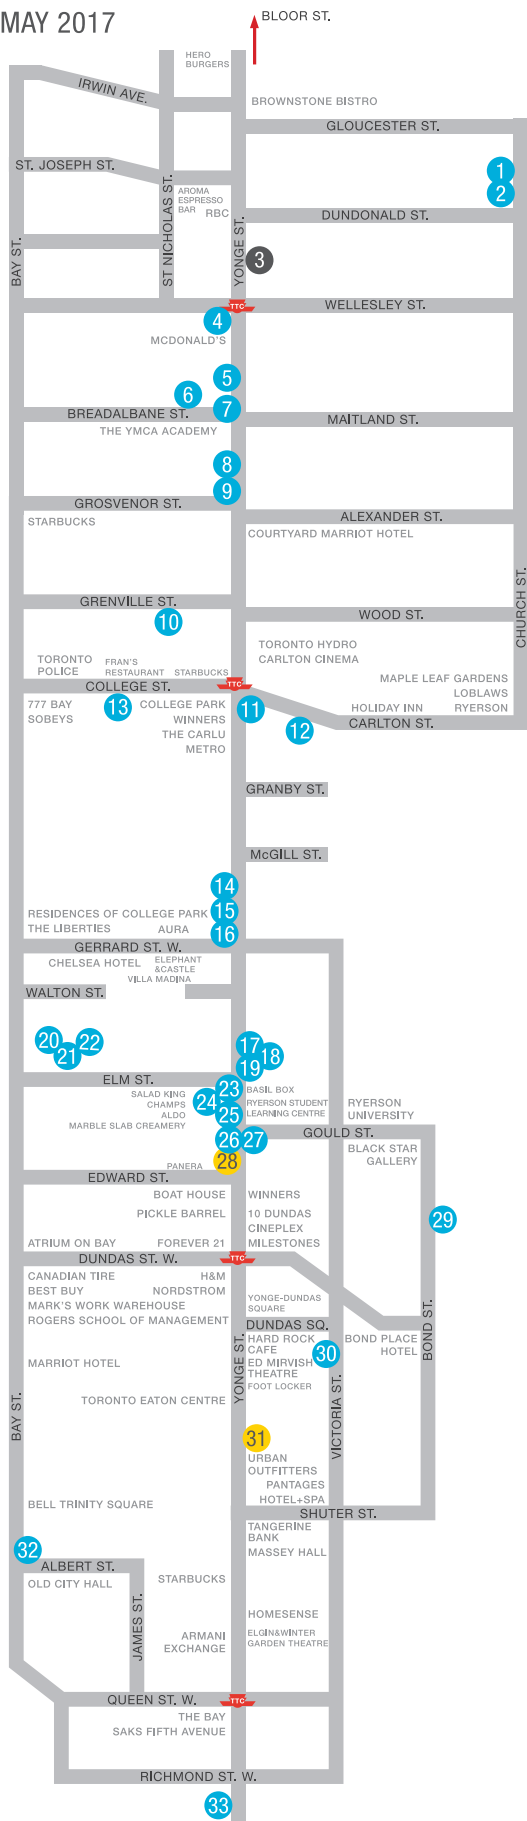 MAY 2017
BLOOR ST.
HERO
BURGERS
IRWIN AVE.
BROWNSTONE BISTRO
GLOUCESTER ST.
ST. JOSEPH ST.
1
2
AROMA
ESPRESSO
BAR
RBC
DUNDONALD ST.
ST NICHOLAS ST.
YONGE ST.
BAY ST.
3
TTC
WELLESLEY ST.
4
MCDONALD'S
5
6
7
BREADALBANE ST.
MAITLAND ST.
THE YMCA ACADEMY
8
9
GROSVENOR ST.
ALEXANDER ST.
STARBUCKS
COURTYARD MARRIOT HOTEL
CHURCH ST.
GRENVILLE ST.
WOOD ST.
10
TORONTO HYDRO
CARLTON CINEMA
TORONTO
POLICE
FRAN'S
RESTAURANT
STARBUCKS
MAPLE LEAF GARDENS
LOBLAWS
RYERSON
HOLIDAY INN
COLLEGE ST.
TTC
777 BAY
SOBEYS
13
COLLEGE PARK
WINNERS
THE CARLU
METRO
11
12
CARLTON ST.
GRANBY ST.
McGILL ST.
14
15
16
RESIDENCES OF COLLEGE PARK
THE LIBERTIES
AURA
GERRARD ST. W.
CHELSEA HOTEL
ELEPHANT
&CASTLE
VILLA MADINA
WALTON ST.
20
21
22
17
18
19
ELM ST.
23
24
25
SALAD KING
CHAMPS
ALDO
MARBLE SLAB CREAMERY
BASIL BOX
RYERSON STUDENT
LEARNING CENTRE
RYERSON
UNIVERSITY
26
27
GOULD ST.
28
PANERA
BLACK STAR
GALLERY
EDWARD ST.
BOAT HOUSE
WINNERS
PICKLE BARREL
10 DUNDAS
CINEPLEX
29
ATRIUM ON BAY
FOREVER 21
MILESTONES
DUNDAS ST. W.
TTC
CANADIAN TIRE
H&M
BEST BUY
NORDSTROM
MARK'S WORK WAREHOUSE
ROGERS SCHOOL OF MANAGEMENT
YONGE-DUNDAS
SQUARE
DUNDAS SQ.
BOND ST.
HARD ROCK
CAFE
ED MIRVISH
THEATRE
FOOT LOCKER
30
BOND PLACE
HOTEL
MARRIOT HOTEL
YONGE ST.
BAY ST.
VICTORIA ST.
TORONTO EATON CENTRE
31
URBAN
OUTFITTERS
PANTAGES
HOTEL+SPA
BELL TRINITY SQUARE
SHUTER ST.
TANGERINE
BANK
MASSEY HALL
32
ALBERT ST.
OLD CITY HALL
STARBUCKS
JAMES ST.
HOMESENSE
ARMANI
EXCHANGE
ELGIN&WINTER
GARDEN THEATRE
QUEEN ST. W.
TTC
THE BAY
SAKS FIFTH AVENUE
RICHMOND ST. W.
33